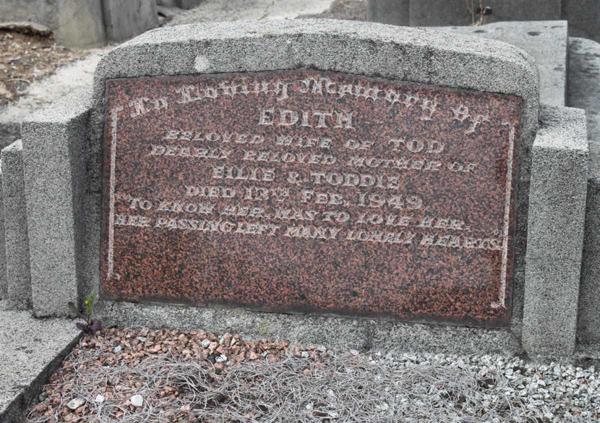 In Loving Memory of
EDITH
BELOVED WIFE OF TOD
DEARLY BELOVED MOTHER OF
EILIE & TODDIE
DIED 13TH FEB. 1949.
TO KNOW HER, WAS TO LOVE HER.
HER PASSING LEFT MANY LONELY HEARTS.